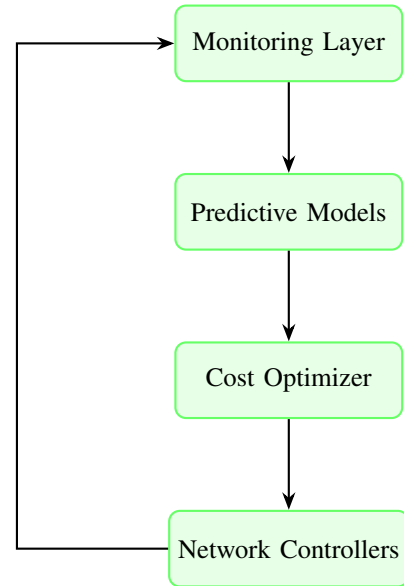 Monitoring Layer
Predictive Models
Cost Optimizer
Network Controllers